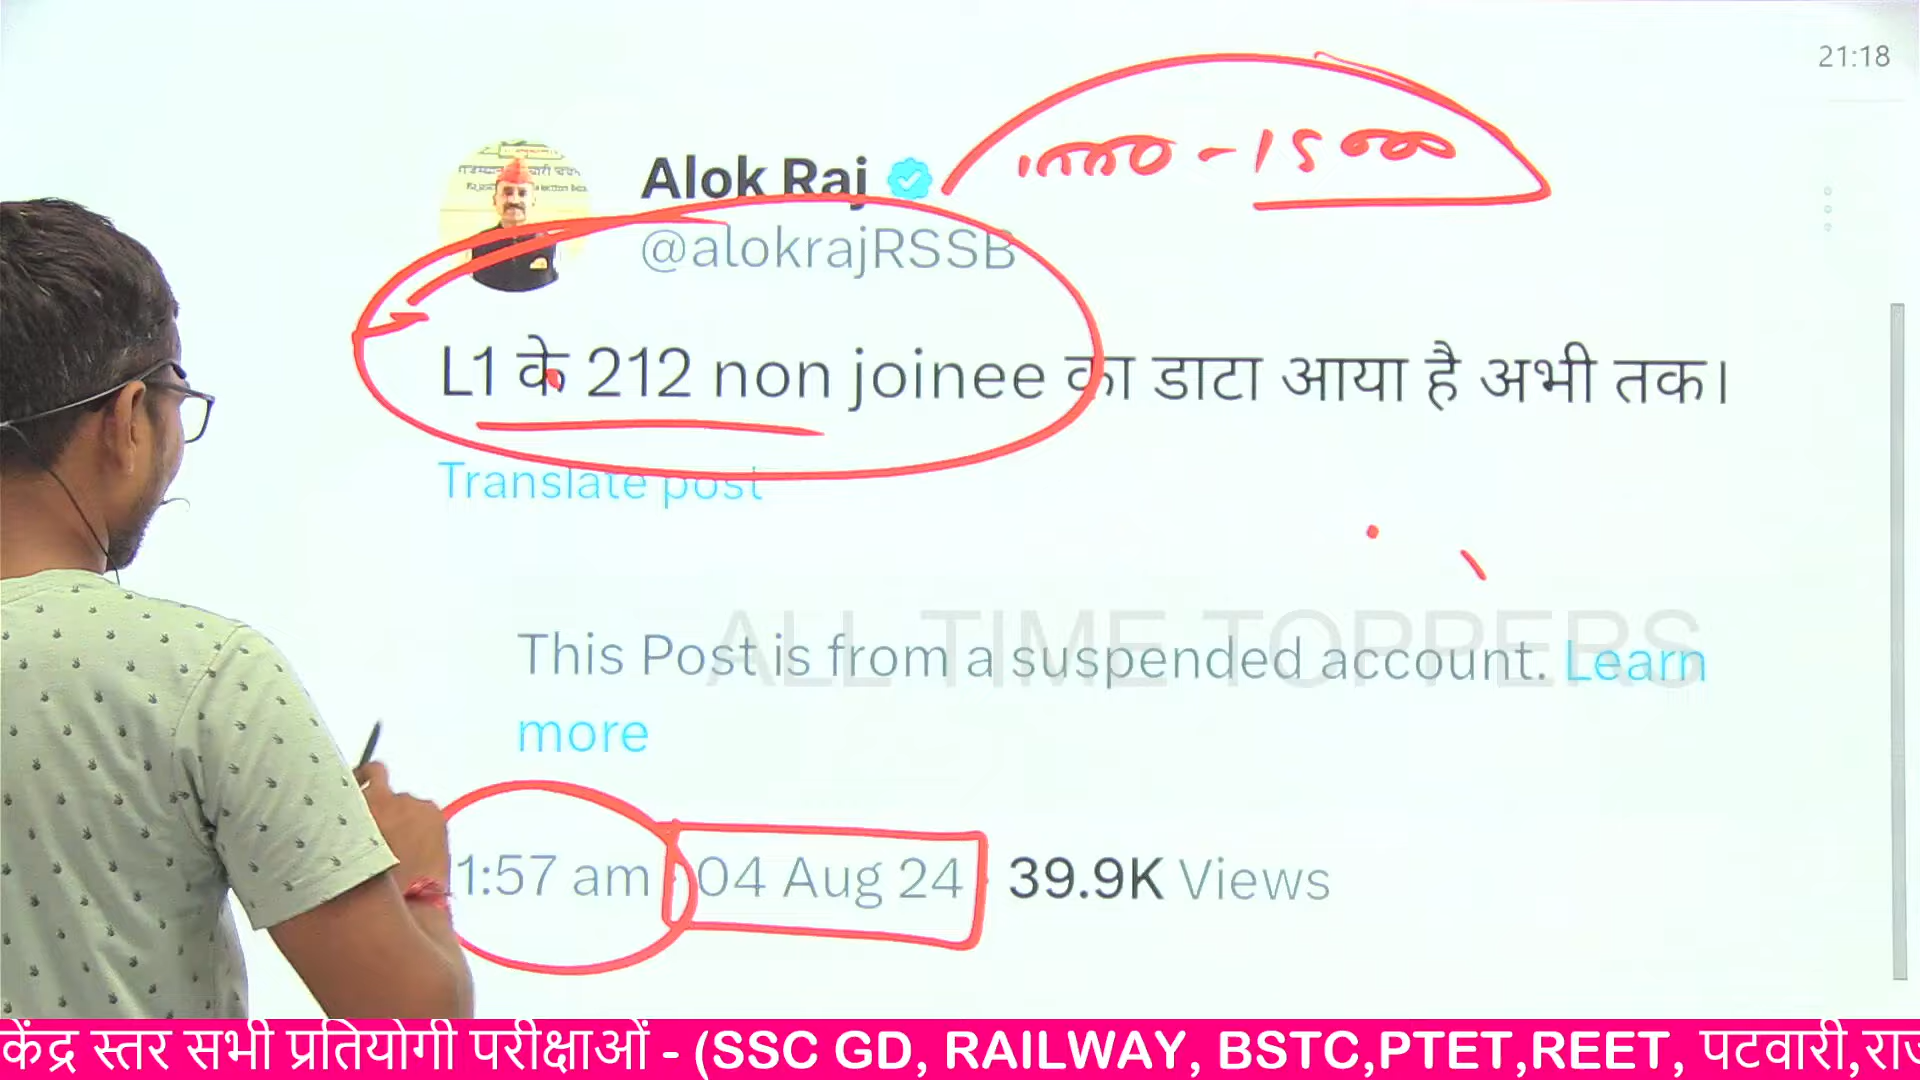 21:18
Alok Raj
@alokrajRSSB
L1 के 212 non joinee का डाटा आया है अभी तक।
Translate post
ALL TIME TOPPERS
This Post is from a suspended account. Learn
more
1:57 am 04 Aug 24 39.9K Views
केंद्र स्तर सभी प्रतियोगी परीक्षाओं - (SSC GD, RAILWAY, BSTC,PTET,REET, पटवारी,राज